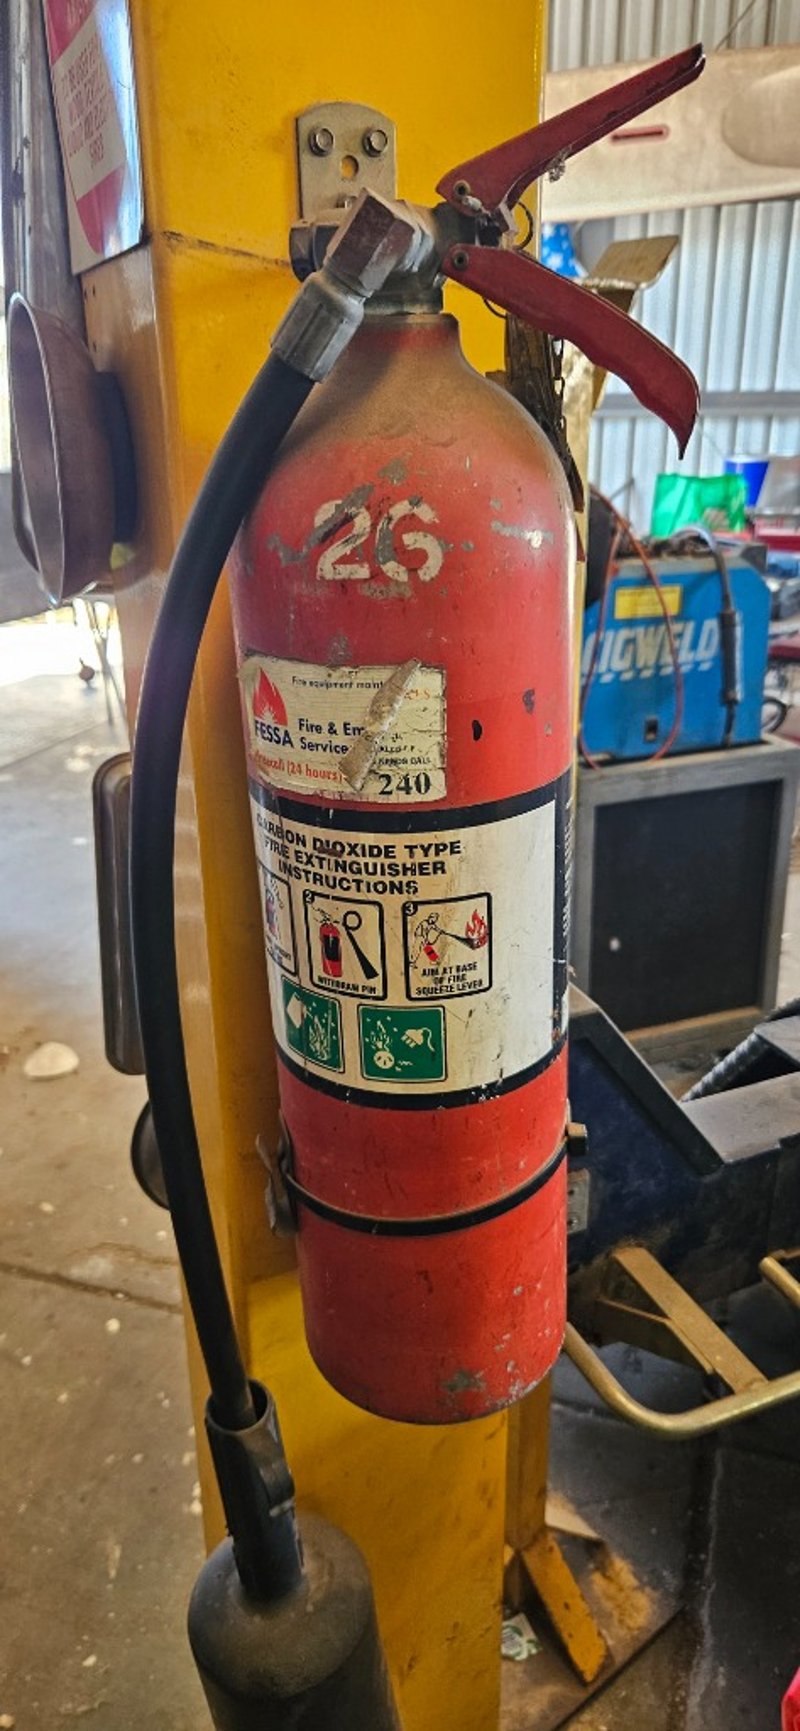 26
Fire equipment maint
FESSA
Fire & Em
Service
(24 hours)
240
CARBON DIOXIDE TYPE
FIRE EXTINGUISHER
INSTRUCTIONS
2
WITHDRAW PIN
3
AIM AT BASE
OF FIRE
SQUEEZE LEVER
CIGWELD